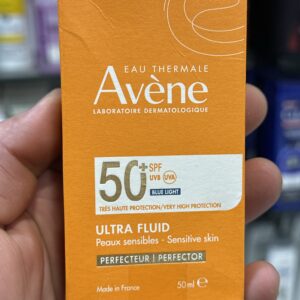 EAU THERMALE
Avène
LABORATOIRE DERMATOLOGIQUE
50+ SPF
UVB UVA
BLUE LIGHT
TRÈS HAUTE PROTECTION/VERY HIGH PROTECTION
ULTRA FLUID
Peaux sensibles - Sensitive skin
PERFECTEUR | PERFECTOR
Made in France
50 ml ℮